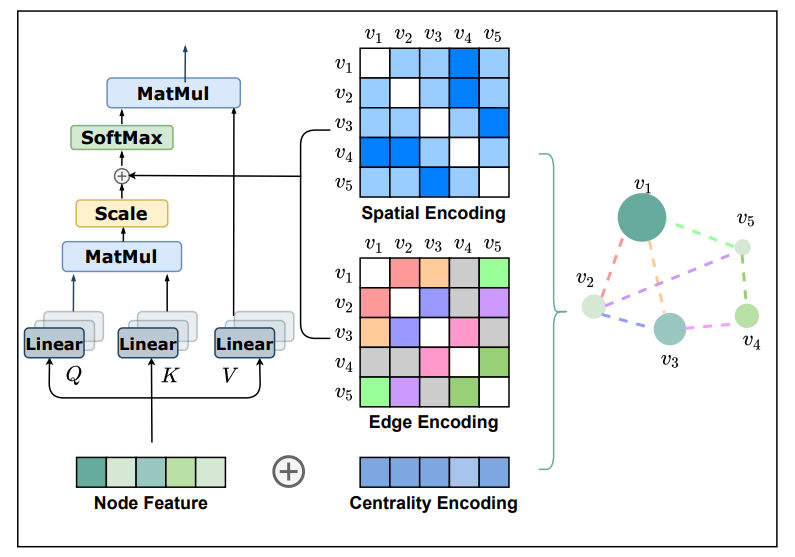 MatMul
SoftMax
Scale
MatMul
Linear Linear Linear
Q K V
Node Feature
v₁ v₂ v₃ v₄ v₅
v₁
v₂
v₃
v₄
v₅
Spatial Encoding
v₁ v₂ v₃ v₄ v₅
v₁
v₂
v₃
v₄
v₅
Edge Encoding
Centrality Encoding
v₁
v₅
v₂
v₄
v₃